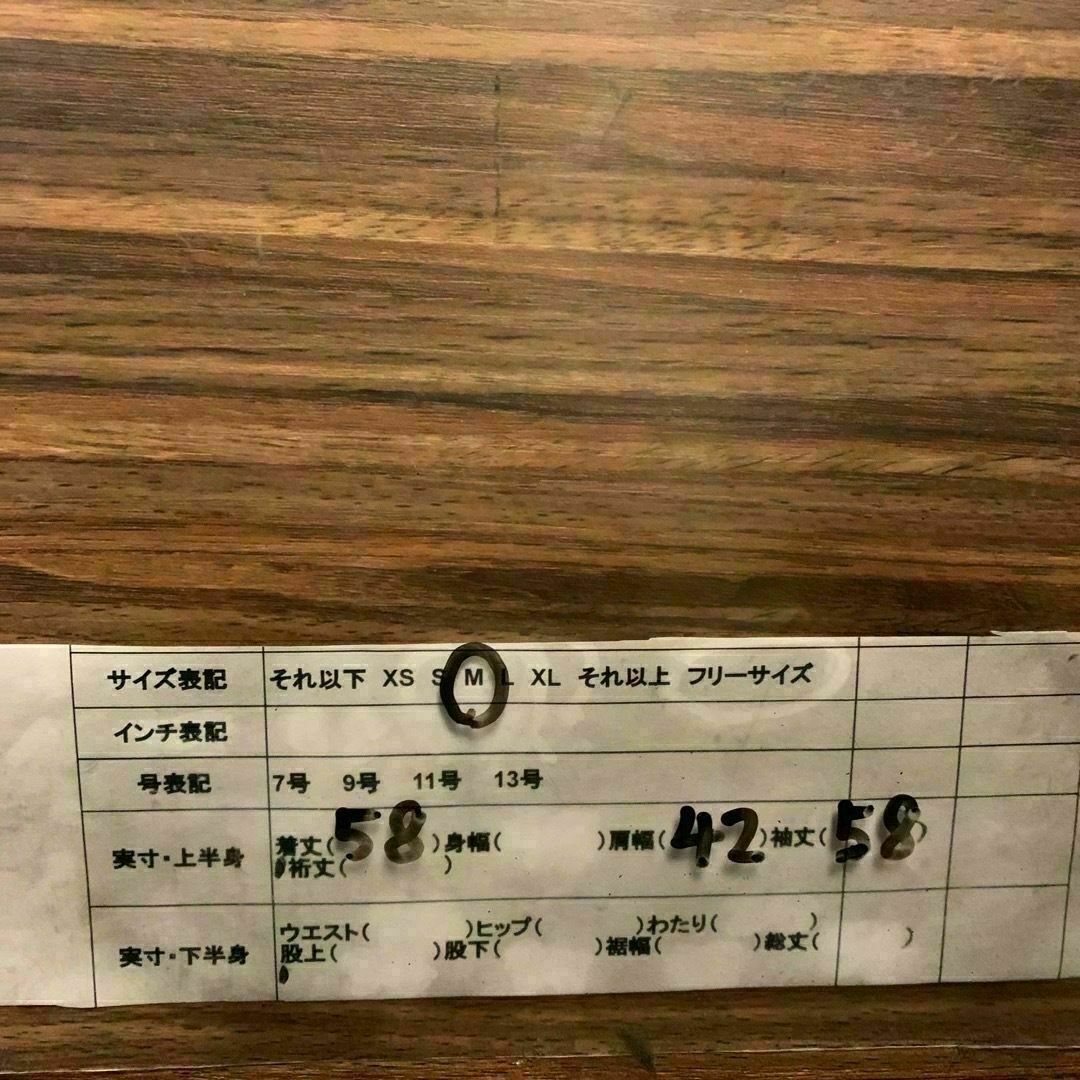 サイズ表記 それ以下 XS S M L XL それ以上 フリーサイズ
インチ表記
号表記 7号 9号 11号 13号
実寸・上半身 着丈(58)身幅( )肩幅(42)袖丈(58)
裄丈( )
実寸・下半身 ウエスト( )ヒップ( )わたり( )
股上( )股下( )裾幅( )総丈( )